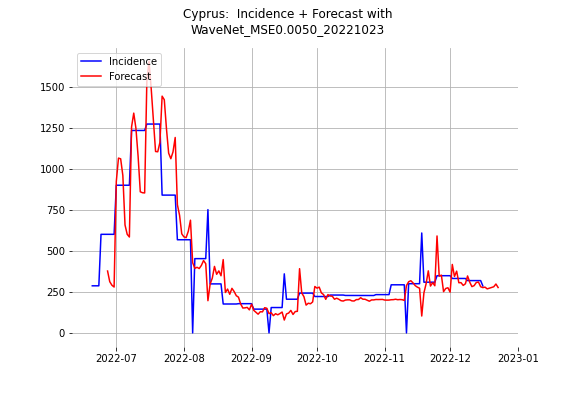 Cyprus:  Incidence + Forecast with
WaveNet_MSE0.0050_20221023
Incidence
Forecast
1500
1250
1000
750
500
250
0
2022-07 2022-08 2022-09 2022-10 2022-11 2022-12 2023-01